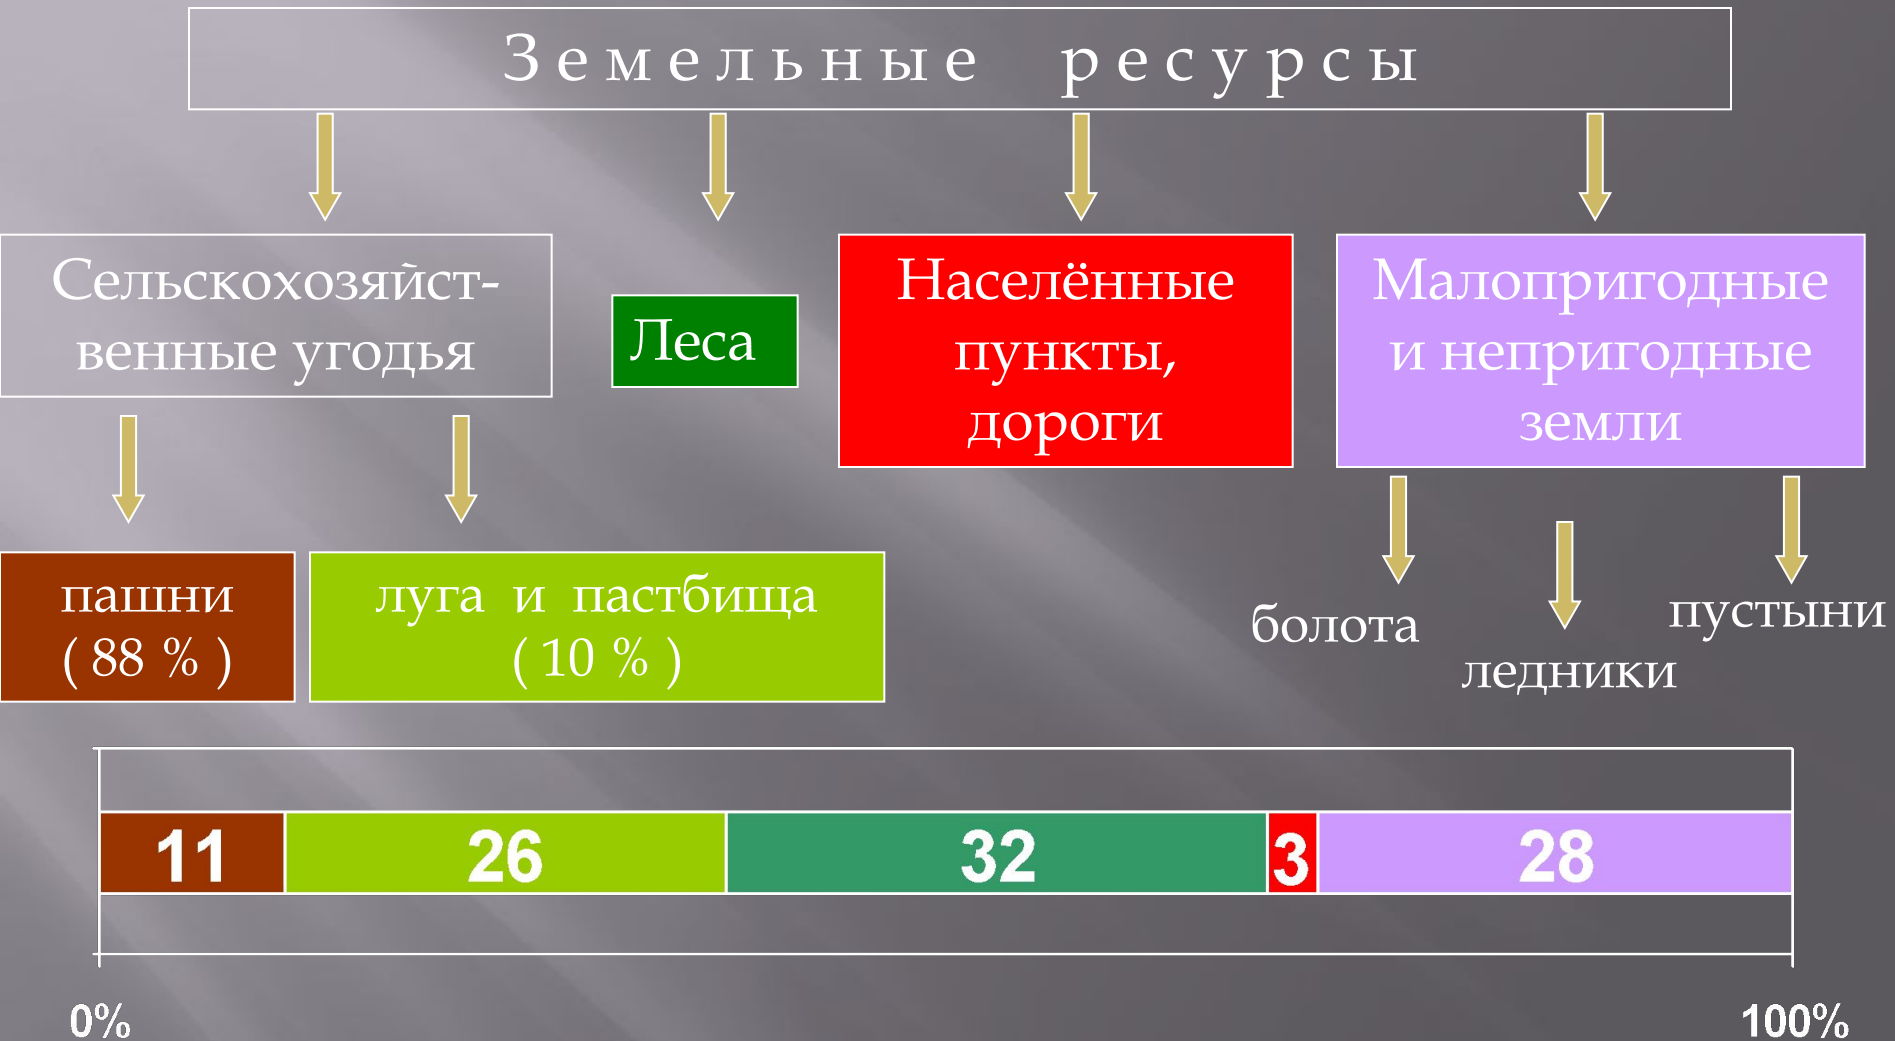 Земельные ресурсы
Сельскохозяйст-
венные угодья
Леса
Населённые
пункты,
дороги
Малопригодные
и непригодные
земли
пашни
( 88 % )
луга и пастбища
( 10 % )
болота
ледники
пустыни
11 26 32 3 28
0% 100%